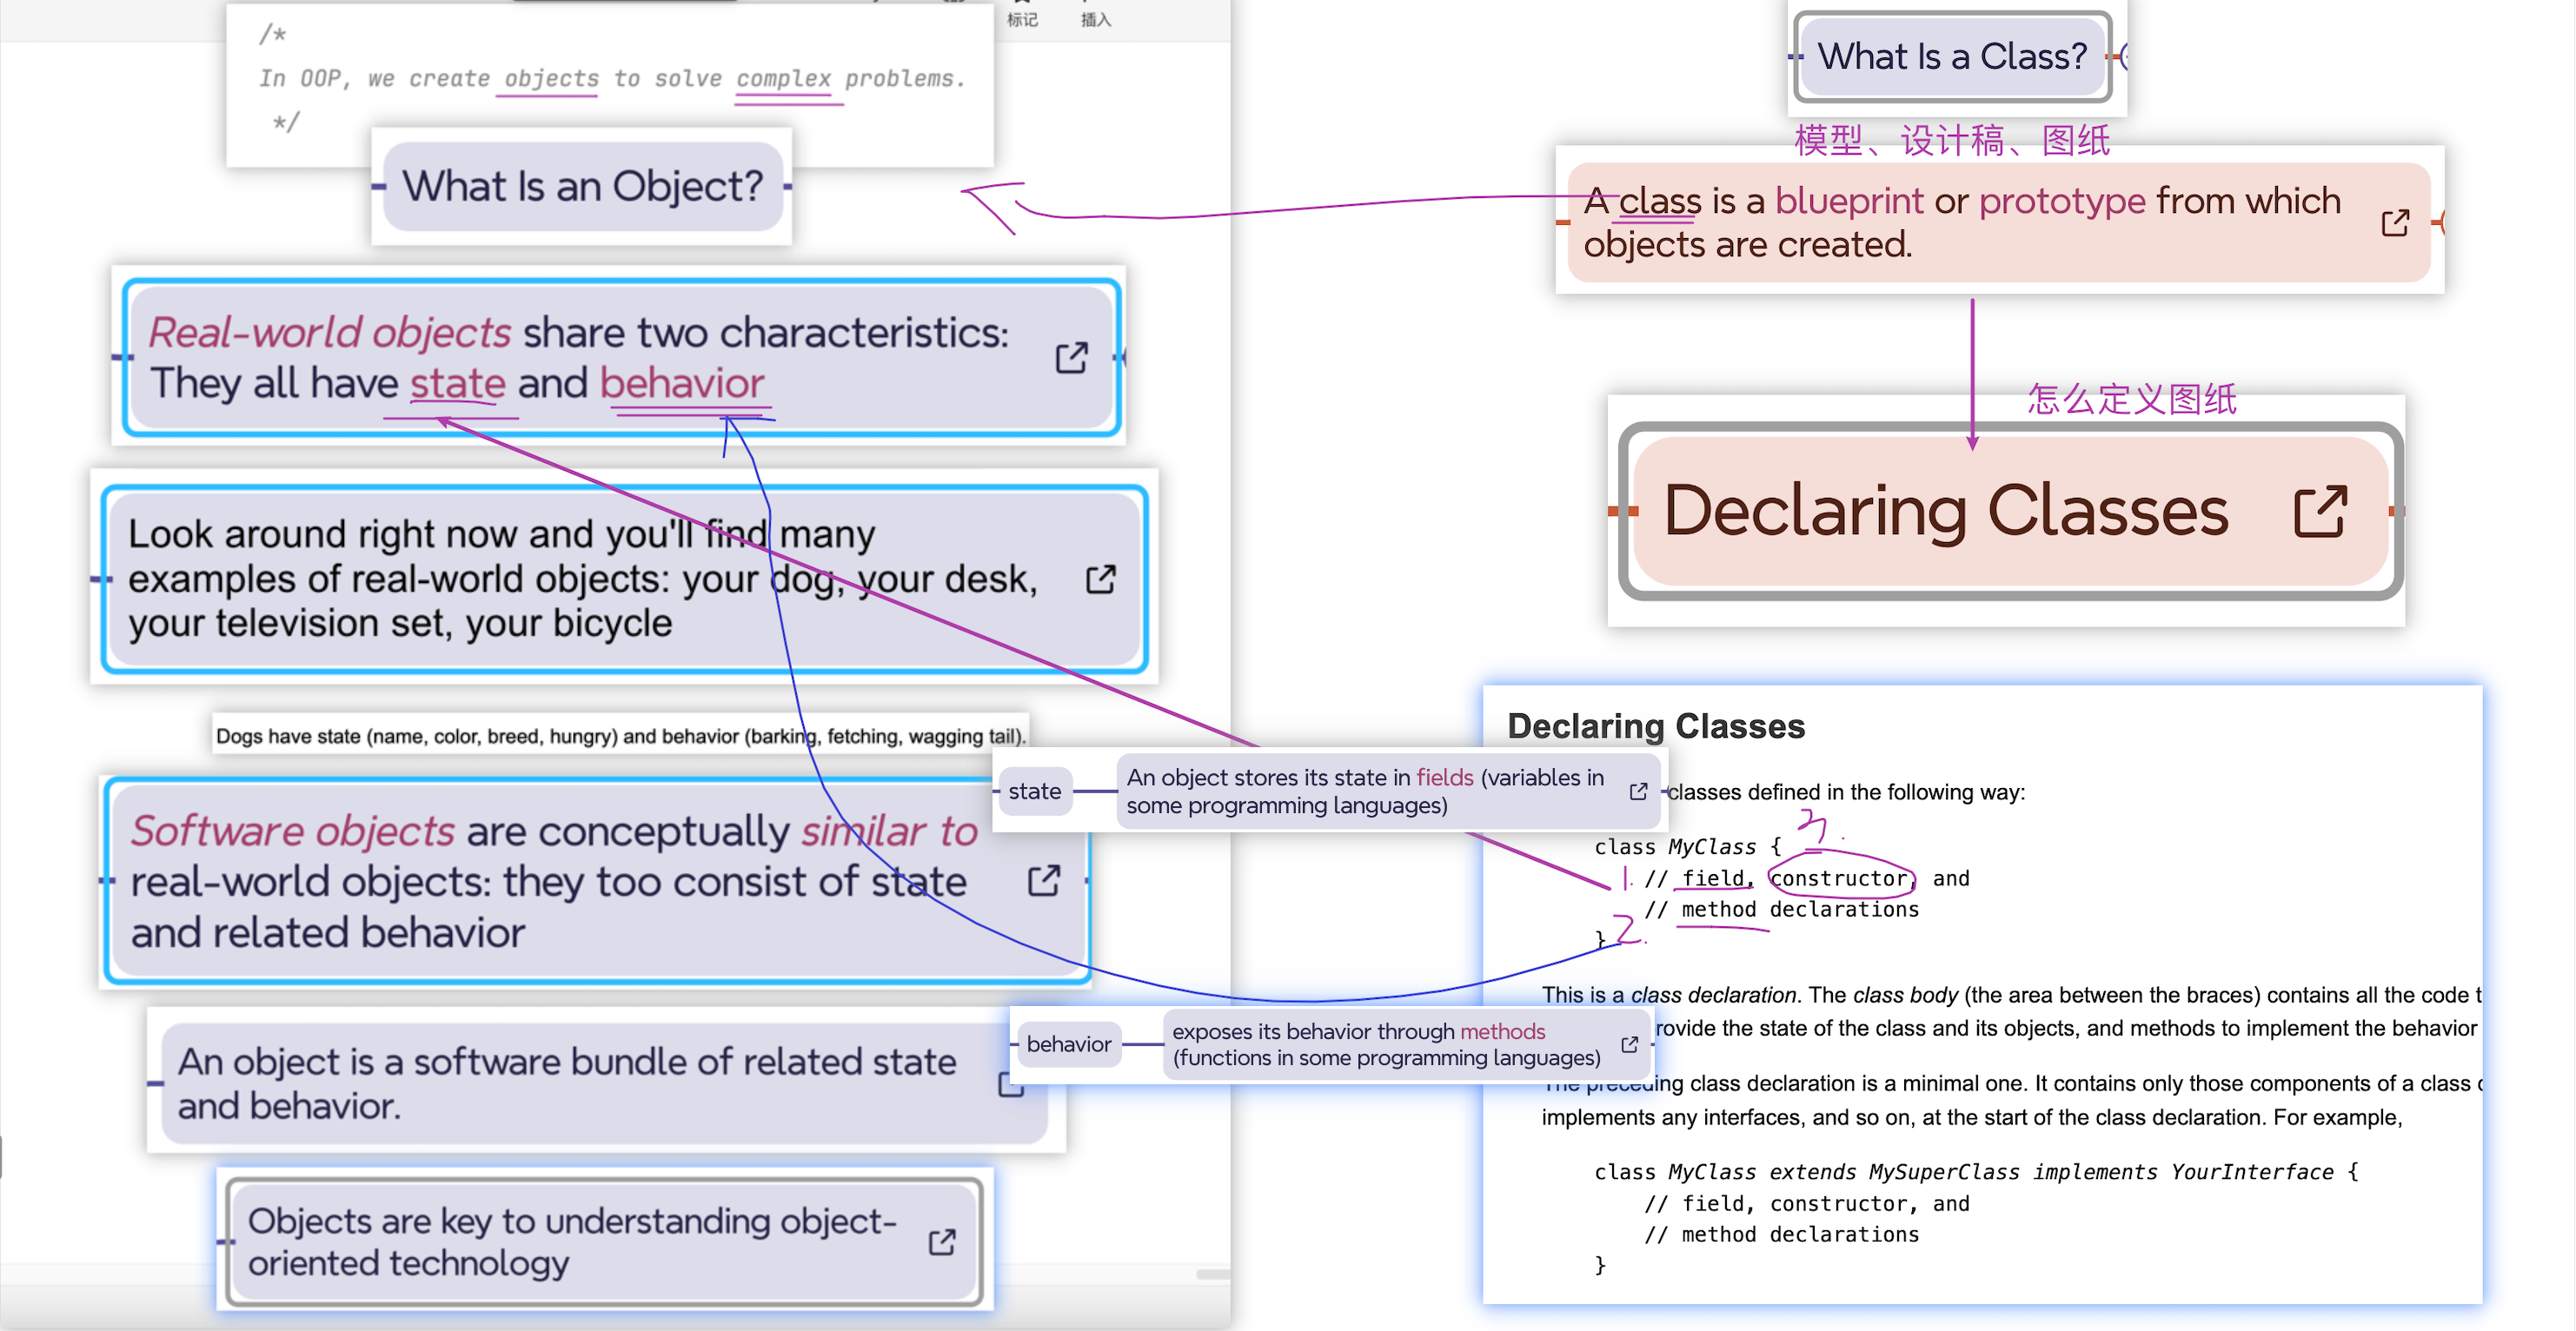 标记 插入
/*
In OOP, we create objects to solve complex problems.
*/
What Is an Object?
Real-world objects share two characteristics:
They all have state and behavior
Look around right now and you'll find many
examples of real-world objects: your dog, your desk,
your television set, your bicycle
Dogs have state (name, color, breed, hungry) and behavior (barking, fetching, wagging tail).
Software objects are conceptually similar to
real-world objects: they too consist of state
and related behavior
An object is a software bundle of related state
and behavior.
Objects are key to understanding object-
oriented technology
state
An object stores its state in fields (variables in
some programming languages)
behavior
exposes its behavior through methods
(functions in some programming languages)
What Is a Class?
模型、设计稿、图纸
A class is a blueprint or prototype from which
objects are created.
怎么定义图纸
Declaring Classes
Declaring Classes
classes defined in the following way:
3.
class MyClass {
1. // field, constructor, and
// method declarations
} 2.
This is a class declaration. The class body (the area between the braces) contains all the code
rovide the state of the class and its objects, and methods to implement the behavior
The preceding class declaration is a minimal one. It contains only those components of a class
implements any interfaces, and so on, at the start of the class declaration. For example,
class MyClass extends MySuperClass implements YourInterface {
// field, constructor, and
// method declarations
}